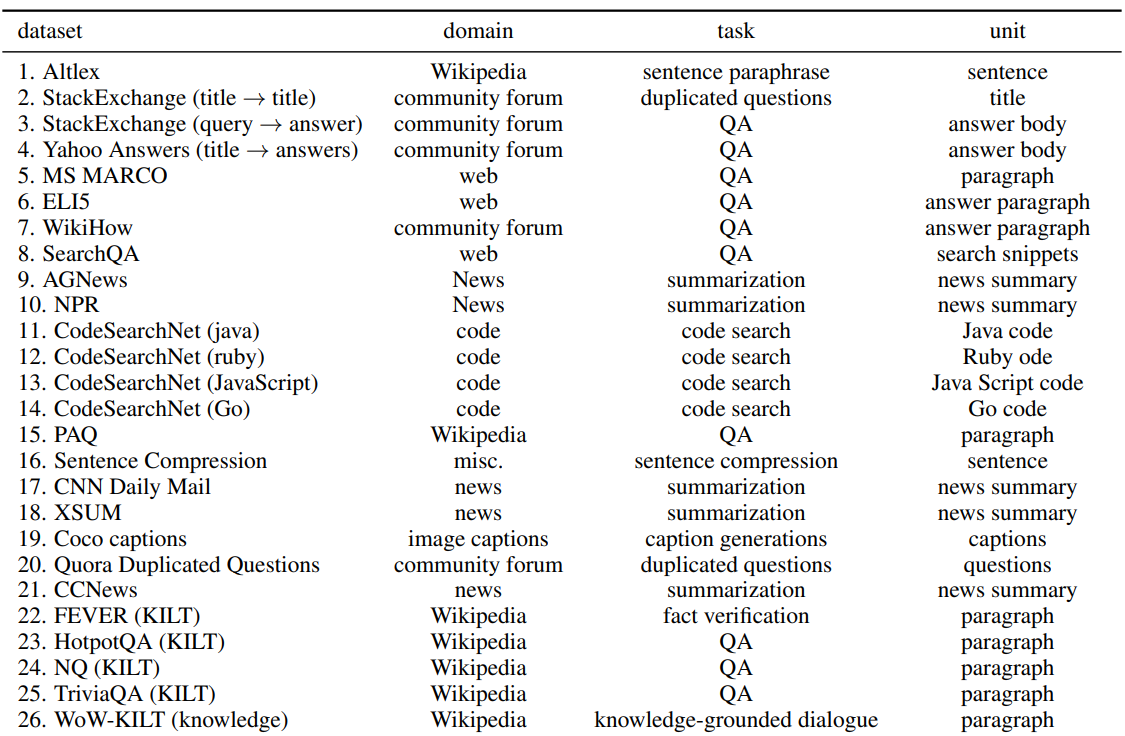 dataset domain task unit
1. Altlex Wikipedia sentence paraphrase sentence
2. StackExchange (title → title) community forum duplicated questions title
3. StackExchange (query → answer) community forum QA answer body
4. Yahoo Answers (title → answers) community forum QA answer body
5. MS MARCO web QA paragraph
6. ELI5 web QA answer paragraph
7. WikiHow community forum QA answer paragraph
8. SearchQA web QA search snippets
9. AGNews News summarization news summary
10. NPR News summarization news summary
11. CodeSearchNet (java) code code search Java code
12. CodeSearchNet (ruby) code code search Ruby ode
13. CodeSearchNet (JavaScript) code code search Java Script code
14. CodeSearchNet (Go) code code search Go code
15. PAQ Wikipedia QA paragraph
16. Sentence Compression misc. sentence compression sentence
17. CNN Daily Mail news summarization news summary
18. XSUM news summarization news summary
19. Coco captions image captions caption generations captions
20. Quora Duplicated Questions community forum duplicated questions questions
21. CCNews news summarization news summary
22. FEVER (KILT) Wikipedia fact verification paragraph
23. HotpotQA (KILT) Wikipedia QA paragraph
24. NQ (KILT) Wikipedia QA paragraph
25. TriviaQA (KILT) Wikipedia QA paragraph
26. WoW-KILT (knowledge) Wikipedia knowledge-grounded dialogue paragraph